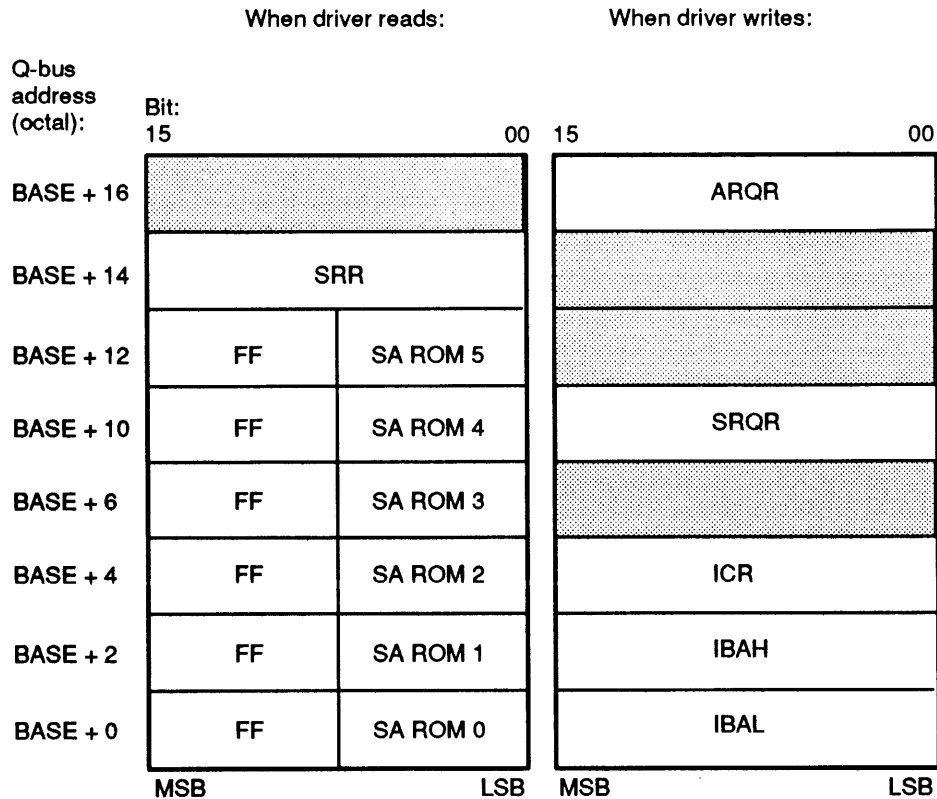 When driver reads: When driver writes:
Q-bus
address
(octal):
Bit:
15 00 15 00
BASE + 16 ARQR
BASE + 14 SRR
BASE + 12 FF SA ROM 5
BASE + 10 FF SA ROM 4 SRQR
BASE + 6 FF SA ROM 3
BASE + 4 FF SA ROM 2 ICR
BASE + 2 FF SA ROM 1 IBAH
BASE + 0 FF SA ROM 0 IBAL
MSB LSB MSB LSB